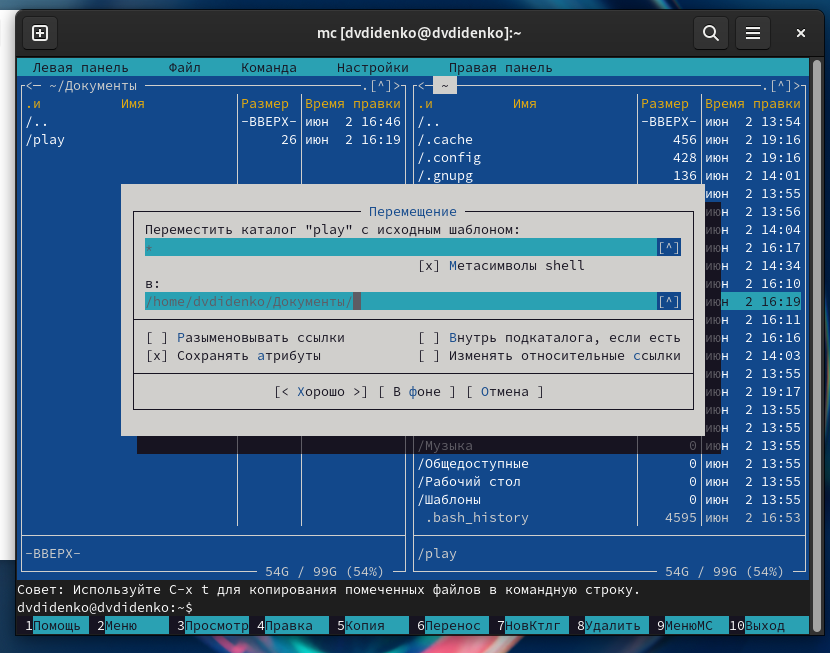 mc [dvdidenko@dvdidenko]:~
Левая панель Файл Команда Настройки Правая панель
<— ~/Документы .[^]> <— ~ .[^]>
.и Имя Размер Время правки .и Имя Размер Время правки
/.. -ВВЕРХ- июн 2 16:46 /.. -ВВЕРХ- июн 2 13:54
/play 26 июн 2 16:19 /.cache 456 июн 2 19:16
/.config 428 июн 2 19:16
/.gnupg 136 июн 2 14:01
июн 2 13:55
Перемещение июн 2 13:56
Переместить каталог "play" с исходным шаблоном: июн 2 14:04
* [^] июн 2 16:17
[x] Метасимволы shell июн 2 14:34
в: июн 2 16:10
/home/dvdidenko/Документы/ [^] июн 2 16:19
июн 2 16:11
[ ] Разыменовывать ссылки [ ] Внутрь подкаталога, если есть июн 2 16:16
[x] Сохранять атрибуты [ ] Изменять относительные ссылки июн 2 14:03
июн 2 13:55
[< Хорошо >] [ В фоне ] [ Отмена ] июн 2 19:17
июн 2 13:55
июн 2 13:55
/Музыка 0 июн 2 13:55
/Общедоступные 0 июн 2 13:55
/Рабочий стол 0 июн 2 13:55
/Шаблоны 0 июн 2 13:55
.bash_history 4595 июн 2 16:53
-ВВЕРХ- /play
54G / 99G (54%) 54G / 99G (54%)
Совет: Используйте C-x t для копирования помеченных файлов в командную строку.
dvdidenko@dvdidenko:~$
1Помощь 2Меню 3Просмотр 4Правка 5Копия 6Перенос 7НовКтлг 8Удалить 9МенюMC 10Выход